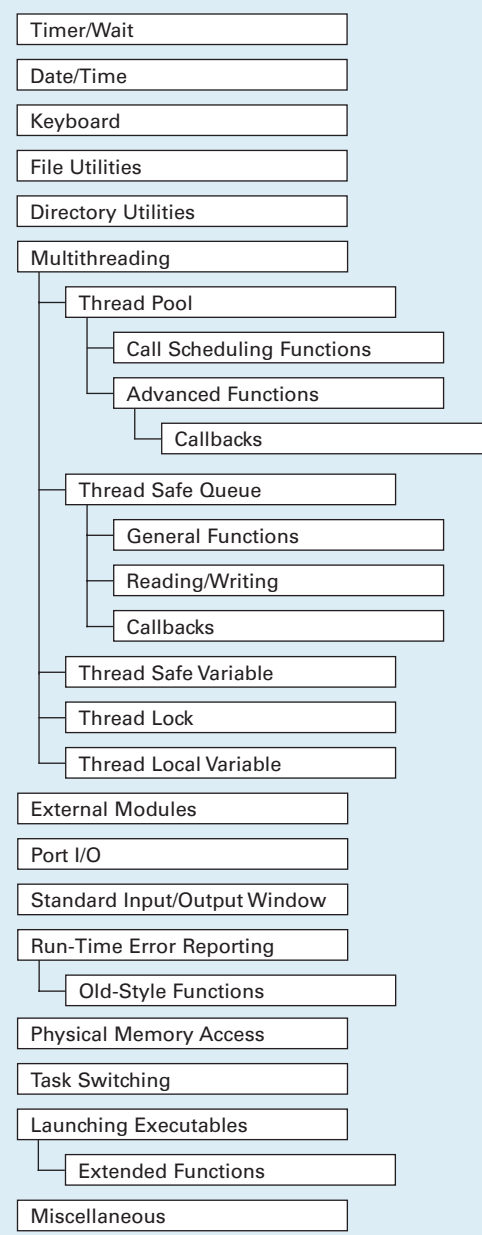 Timer/Wait
Date/Time
Keyboard
File Utilities
Directory Utilities
Multithreading
Thread Pool
Call Scheduling Functions
Advanced Functions
Callbacks
Thread Safe Queue
General Functions
Reading/Writing
Callbacks
Thread Safe Variable
Thread Lock
Thread Local Variable
External Modules
Port I/O
Standard Input/Output Window
Run-Time Error Reporting
Old-Style Functions
Physical Memory Access
Task Switching
Launching Executables
Extended Functions
Miscellaneous